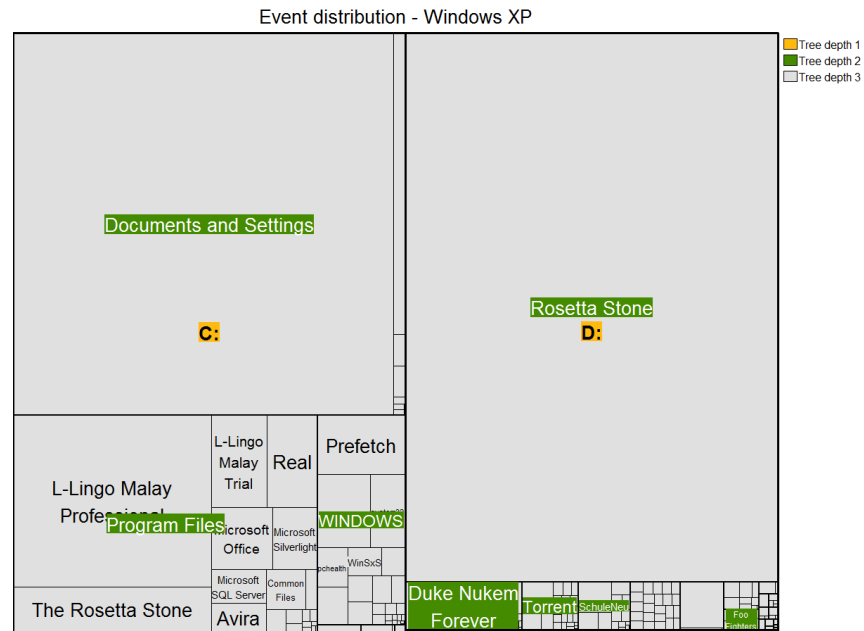 Event distribution - Windows XP
Tree depth 1
Tree depth 2
Tree depth 3
Documents and Settings
C:
Rosetta Stone
D:
L-Lingo Malay
Program Files
L-Lingo
Malay
Trial
Real
Prefetch
WINDOWS
Microsoft
Office
Microsoft
Silverlight
WinSxS
pchealth
Microsoft
SQL Server
Common
Files
The Rosetta Stone
Avira
Duke Nukem
Forever
Torrent
SchuleNeu
Foo
Fighters